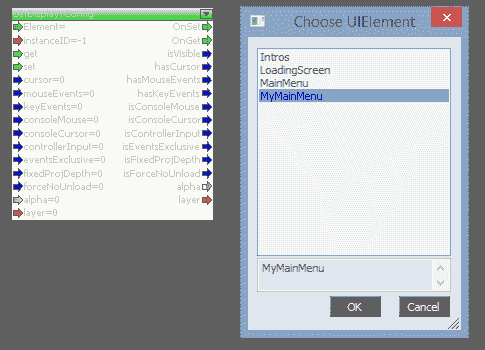 Element=
OnSet
instanceID=-1
OnGet
get
isVisible
set
hasCursor
cursor=0
hasMouseEvents
mouseEvents=0
hasKeyEvents
keyEvents=0
isConsoleMouse
consoleMouse=0
isConsoleCursor
consoleCursor=0
isControllerInput
controllerInput=0
isEventsExclusive
eventsExclusive=0
isFixedProjDepth
fixedProjDepth=0
isForceNoUnload
forceNoUnload=0
alpha
alpha=0
layer
layer=0
Choose UIElement
Intros
LoadingScreen
MainMenu
MyMainMenu
MyMainMenu
OK
Cancel